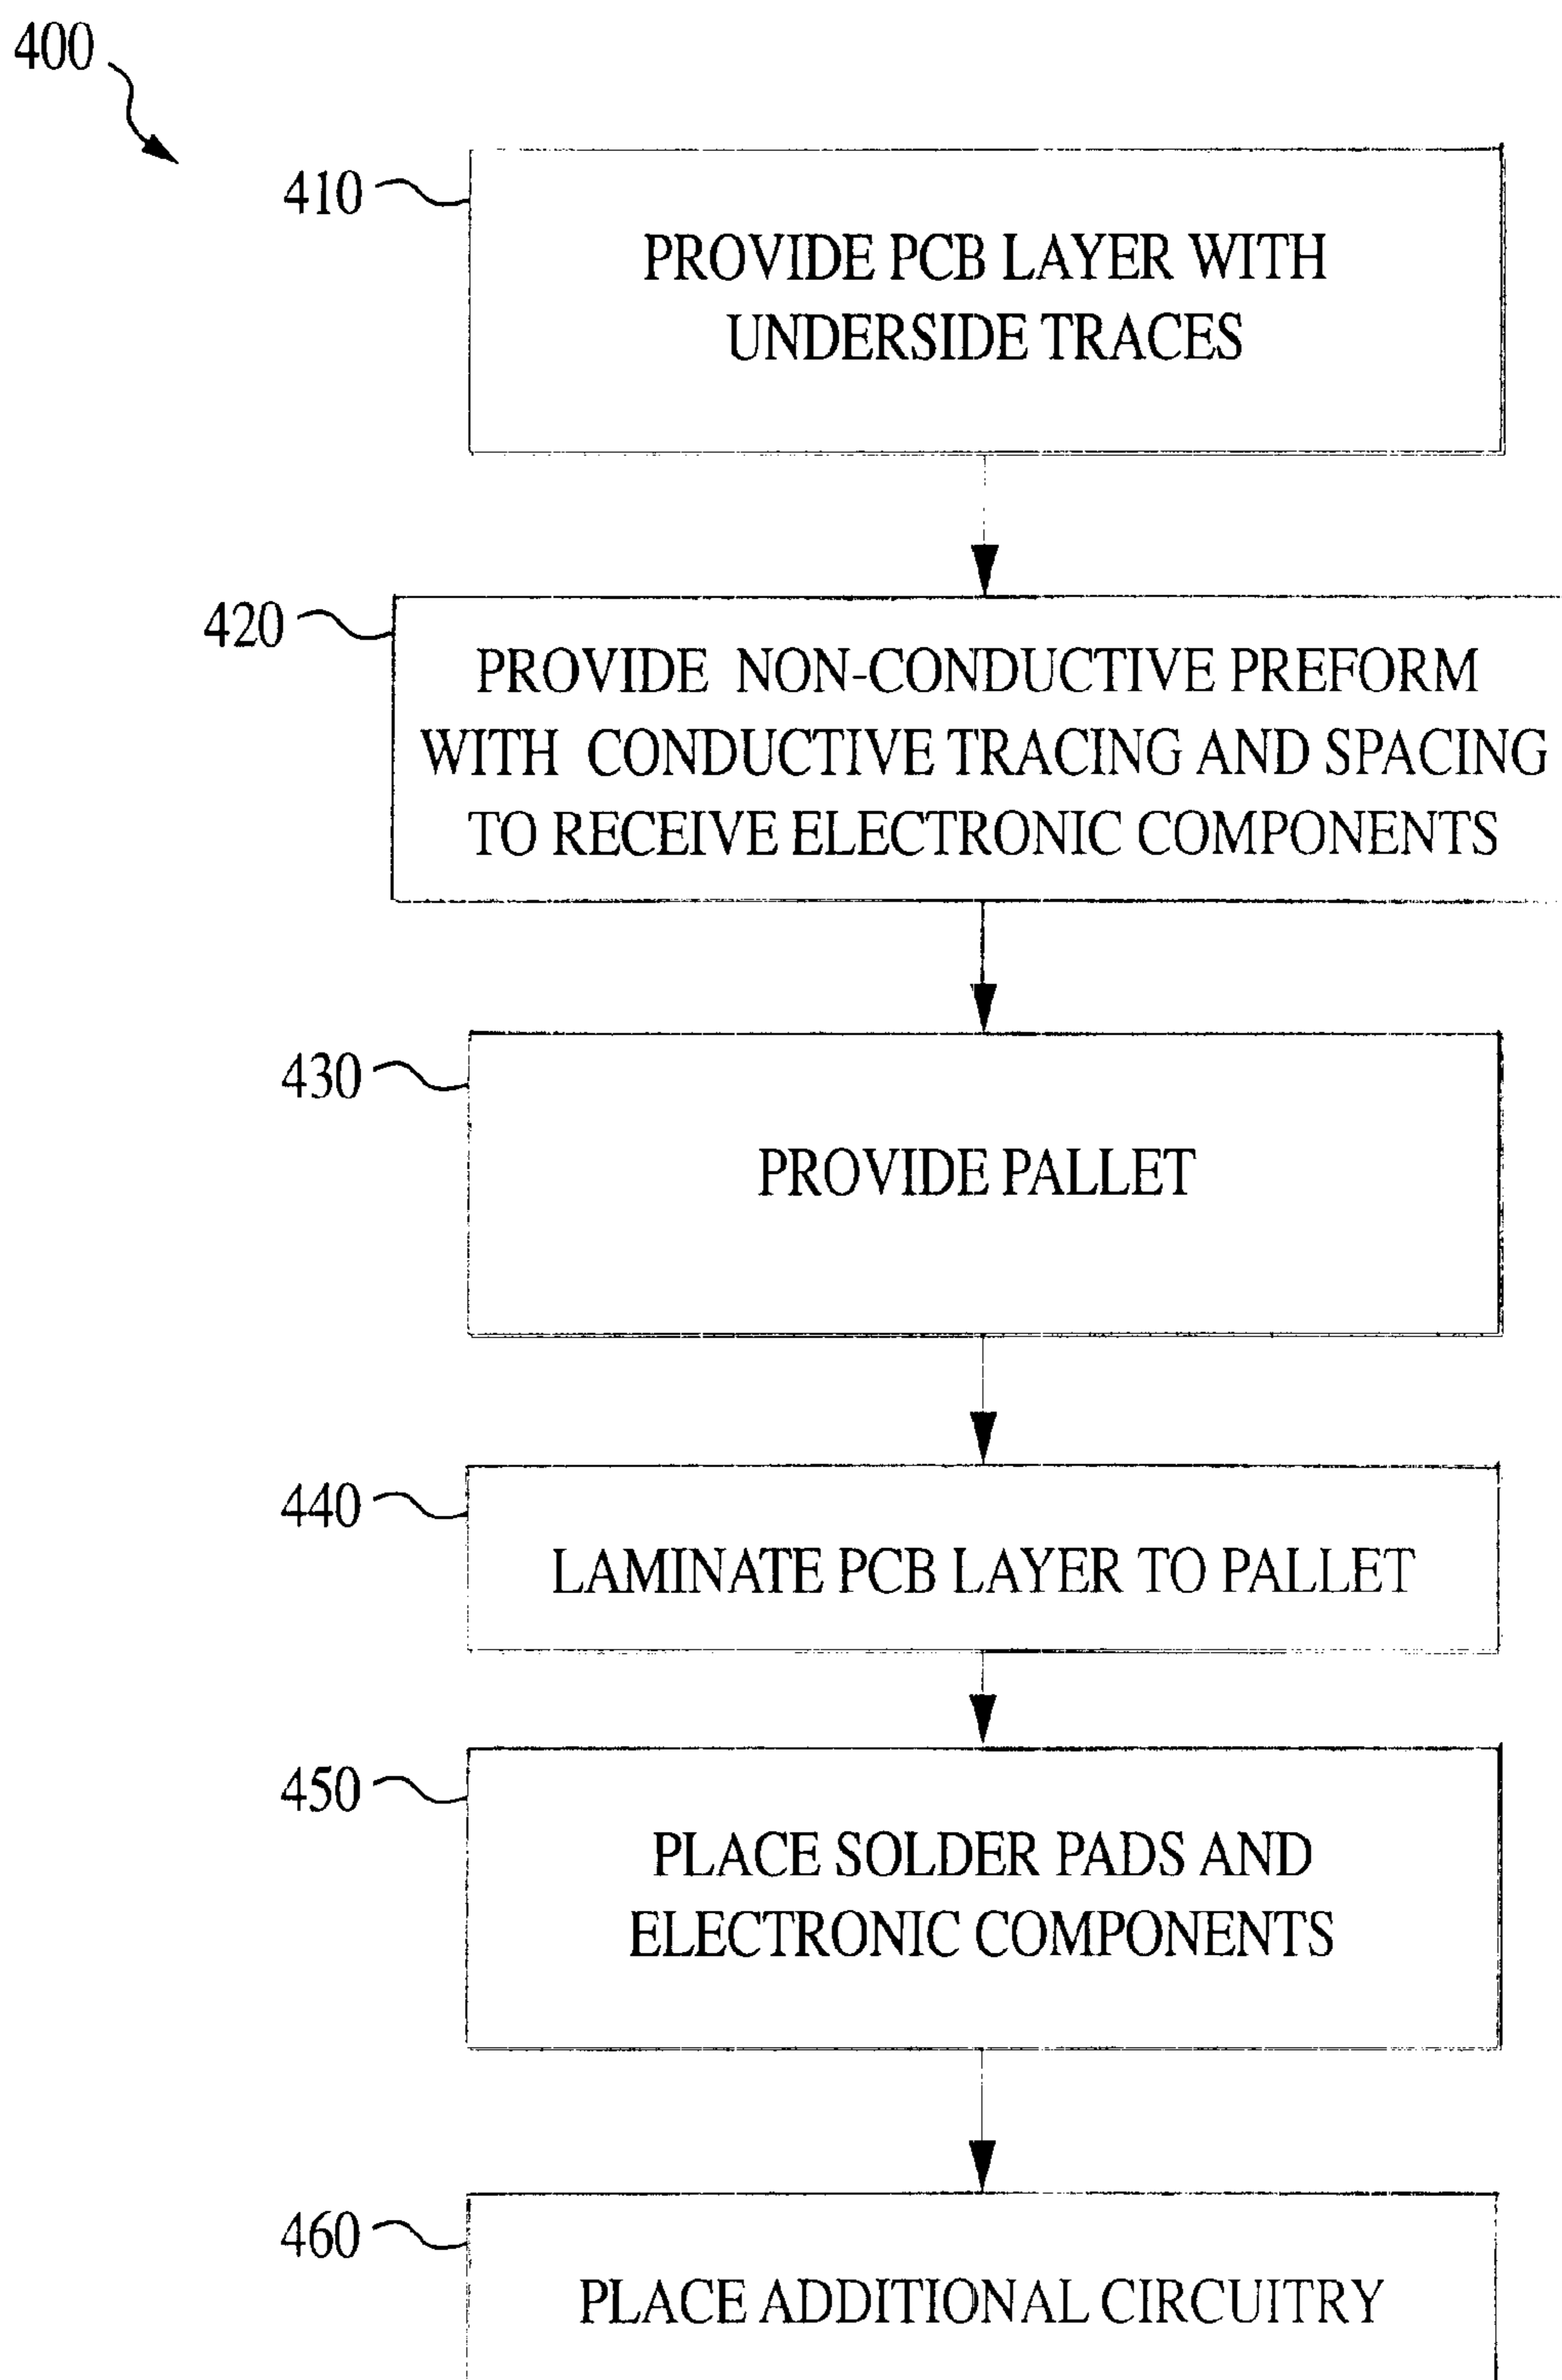 400
410
PROVIDE PCB LAYER WITH
UNDERSIDE TRACES
420
PROVIDE NON-CONDUCTIVE PREFORM
WITH CONDUCTIVE TRACING AND SPACING
TO RECEIVE ELECTRONIC COMPONENTS
430
PROVIDE PALLET
440
LAMINATE PCB LAYER TO PALLET
450
PLACE SOLDER PADS AND
ELECTRONIC COMPONENTS
460
PLACE ADDITIONAL CIRCUITRY